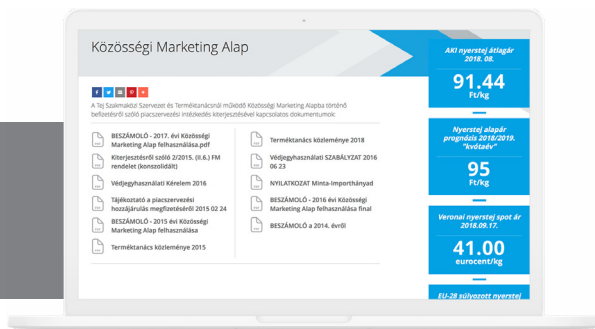 Közösségi Marketing Alap
A Tej Szakmaközi Szervezet és Terméktanácsnál működő Közösségi Marketing Alapba történő
befizetésről szóló piacszervezési Intézkedés kiterjesztésével kapcsolatos dokumentumok:
BESZÁMOLÓ - 2017. évi Közösségi
Marketing Alap felhasználása.pdf
Kiterjesztésről szóló 2/2015. (II.6.) FM
rendelet (konszolidált)
Védjegyhasználati Kérelem 2016
Tájékoztató a piacszervezési
hozzájárulás megfizetéséről 2015 02 24
BESZÁMOLÓ - 2015 évi Közösségi
Marketing Alap felhasználása
Terméktanács közleménye 2015
Terméktanács közleménye 2018
Védjegyhasználati SZABÁLYZAT 2016
06 23
NYILATKOZAT Minta-Importhányad
BESZÁMOLÓ - 2016 évi Közösségi
Marketing Alap felhasználása final
BESZÁMOLÓ a 2014. évről
AKI nyerstej átlagár
2018. 08.
91.44
Ft/kg
Nyerstej alapár
prognózis 2018/2019.
"kvótaév"
95
Ft/kg
Veronai nyerstej spot ár
2018.09.17.
41.00
eurocent/kg
EU-28 súlyozott nyerstej